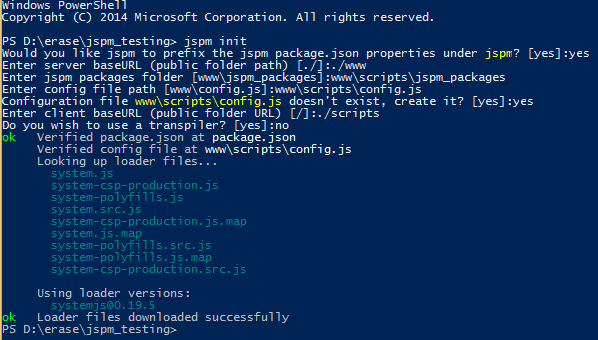 Windows PowerShell
Copyright (C) 2014 Microsoft Corporation. All rights reserved.
PS D:\erase\jspm_testing> jspm init
Would you like jspm to prefix the jspm package.json properties under jspm? [yes]:yes
Enter server baseURL (public folder path) [./]:./www
Enter jspm packages folder [www\jspm_packages]:www\scripts\jspm_packages
Enter config file path [www\config.js]:www\scripts\config.js
Configuration file www\scripts\config.js doesn't exist, create it? [yes]:yes
Enter client baseURL (public folder URL) [/]:./scripts
Do you wish to use a transpiler? [yes]:no
ok Verified package.json at package.json
Verified config file at www\scripts\config.js
Looking up loader files...
system.js
system-csp-production.js
system-polyfills.js
system.src.js
system-csp-production.js.map
system.js.map
system-polyfills.src.js
system-polyfills.js.map
system-csp-production.src.js
Using loader versions:
systemjs@0.19.5
ok Loader files downloaded successfully
PS D:\erase\jspm_testing>